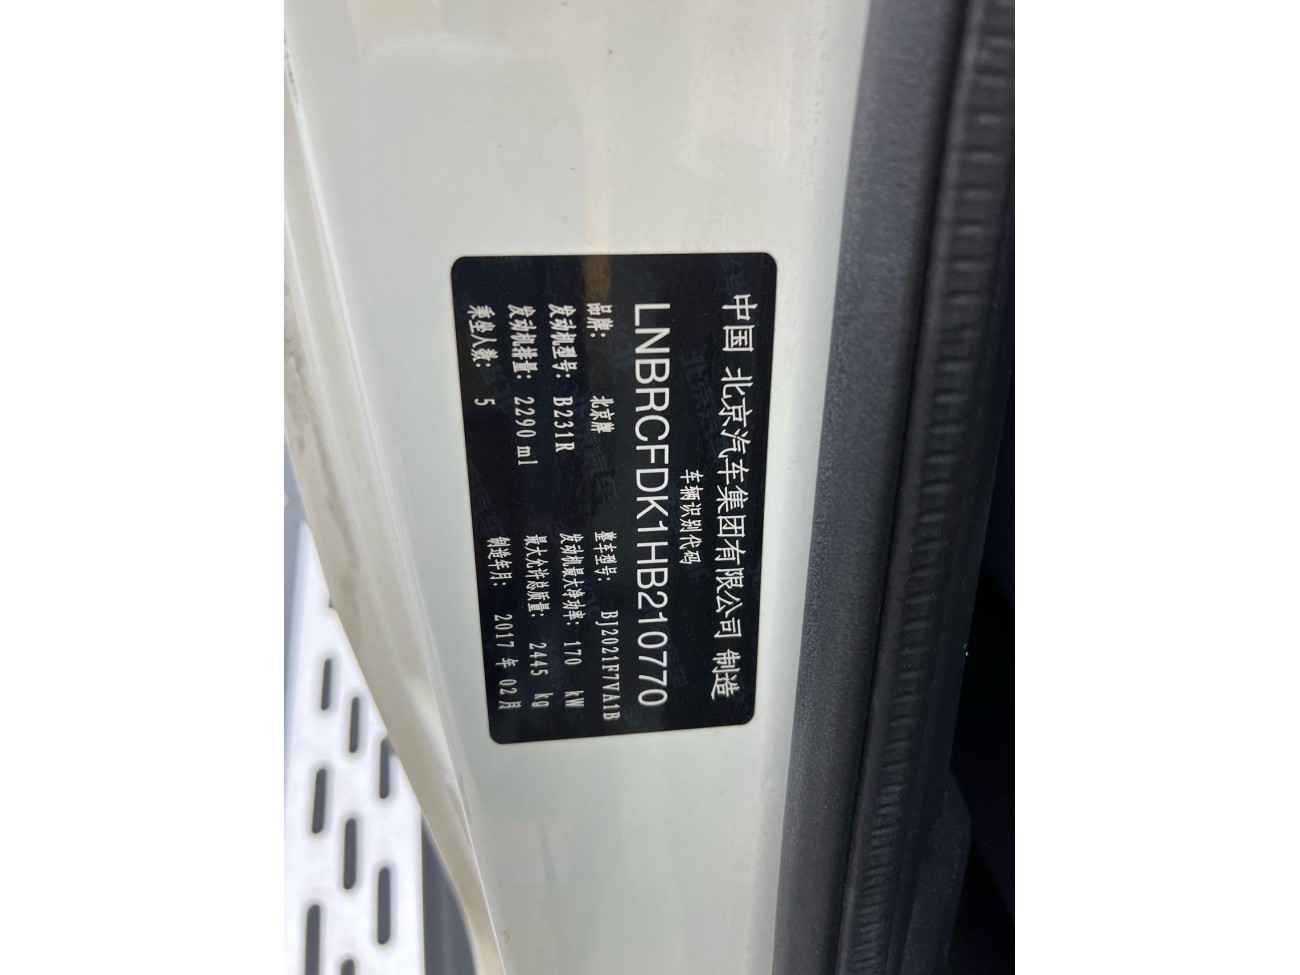 中国 北京汽车集团有限公司 制造
车辆识别代码
LNBRCFDK1HB210770
品牌: 北京牌 整车型号: BJ2021F7VA1B
发动机型号: B231R 发动机最大净功率: 170 kW
发动机排量: 2290 ml 最大允许总质量: 2445 kg
乘坐人数: 5 制造年月: 2017 年 02月